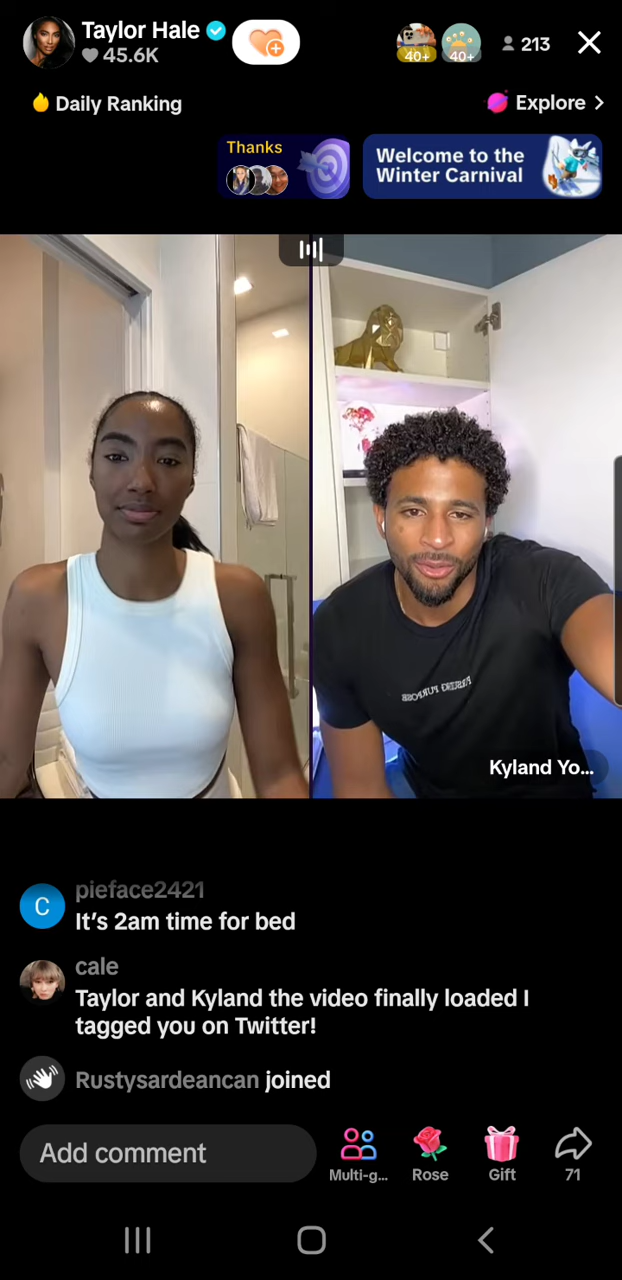 Taylor Hale
45.6K
40+
40+
213
Daily Ranking
Explore
Thanks
Welcome to the
Winter Carnival
Kyland Yo...
pieface2421
C
It's 2am time for bed
cale
Taylor and Kyland the video finally loaded I
tagged you on Twitter!
Rustysardeancan joined
Add comment
Multi-g...
Rose
Gift
71